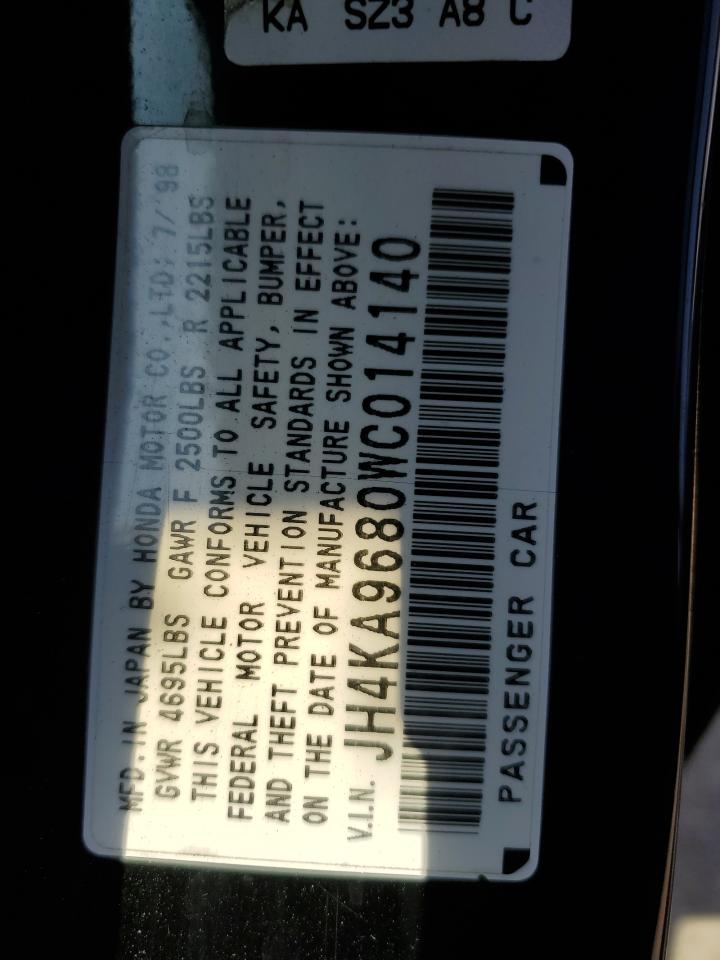 KA SZ3 A8 C
MFD. IN JAPAN BY HONDA MOTOR CO., LTD; 7/'98
GVWR 4695LBS GAWR F 2500LBS R 2215LBS
THIS VEHICLE CONFORMS TO ALL APPLICABLE
FEDERAL MOTOR VEHICLE SAFETY, BUMPER,
AND THEFT PREVENTION STANDARDS IN EFFECT
ON THE DATE OF MANUFACTURE SHOWN ABOVE:
V.I.N. JH4KA9680WC014140
PASSENGER CAR